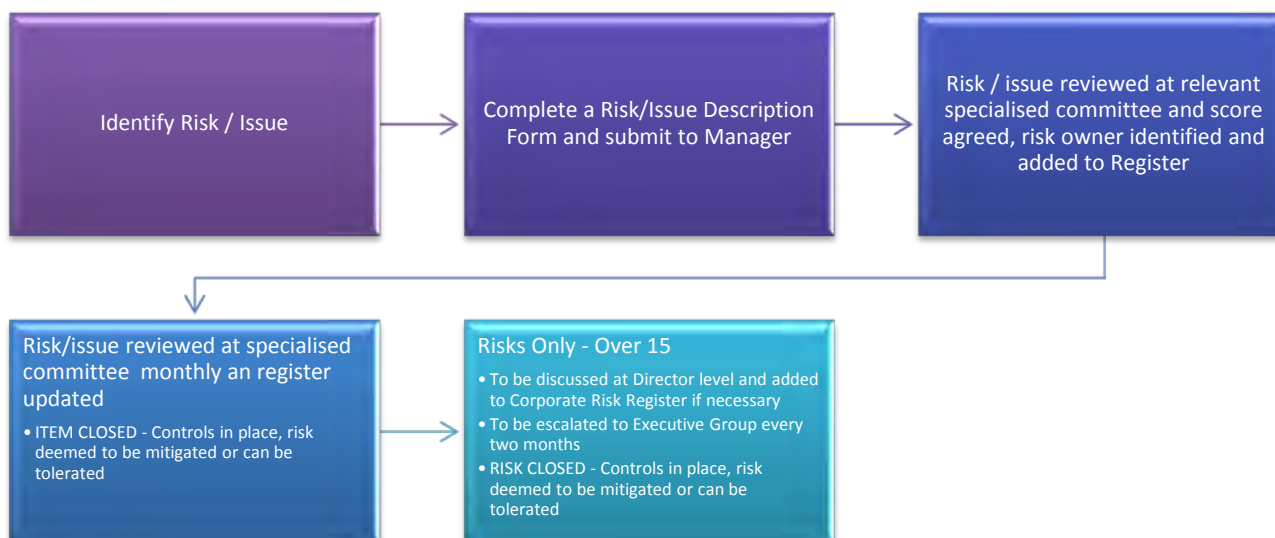 Identify Risk / Issue
Complete a Risk/Issue Description
Form and submit to Manager
Risk / issue reviewed at relevant
specialised committee and score
agreed, risk owner identified and
added to Register
Risk/issue reviewed at specialised
committee monthly an register
updated
• ITEM CLOSED - Controls in place, risk
deemed to be mitigated or can be
tolerated
Risks Only - Over 15
• To be discussed at Director level and added
to Corporate Risk Register if necessary
• To be escalated to Executive Group every
two months
• RISK CLOSED - Controls in place, risk
deemed to be mitigated or can be
tolerated